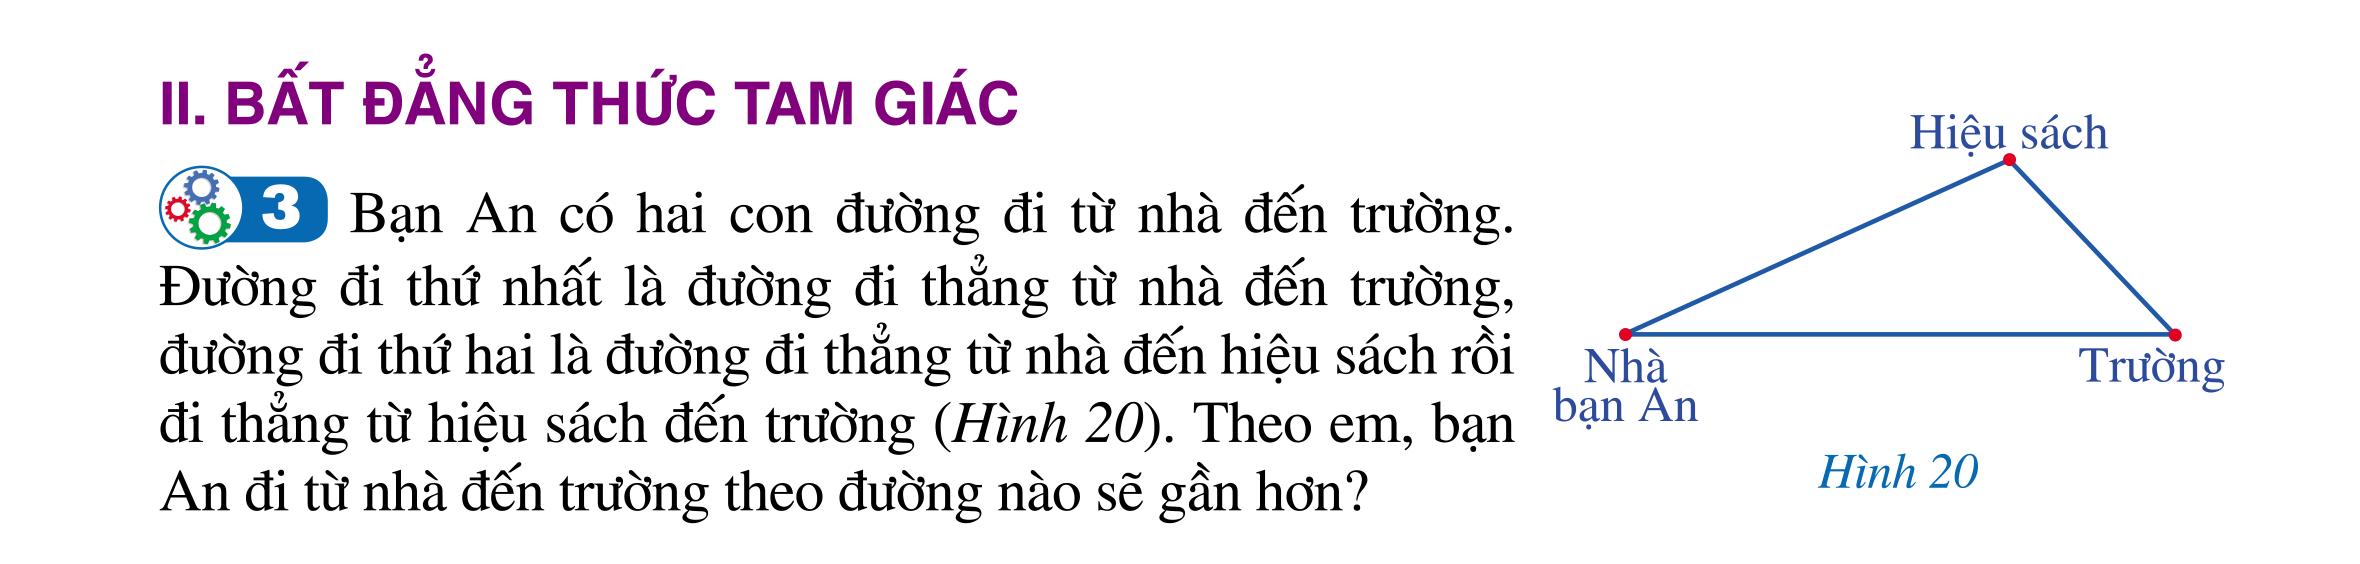 II. BẤT ĐẲNG THỨC TAM GIÁC
3 Bạn An có hai con đường đi từ nhà đến trường.
Đường đi thứ nhất là đường đi thẳng từ nhà đến trường,
đường đi thứ hai là đường đi thẳng từ nhà đến hiệu sách rồi
đi thẳng từ hiệu sách đến trường (Hình 20). Theo em, bạn
An đi từ nhà đến trường theo đường nào sẽ gần hơn?
Hiệu sách
Nhà
bạn An
Trường
Hình 20